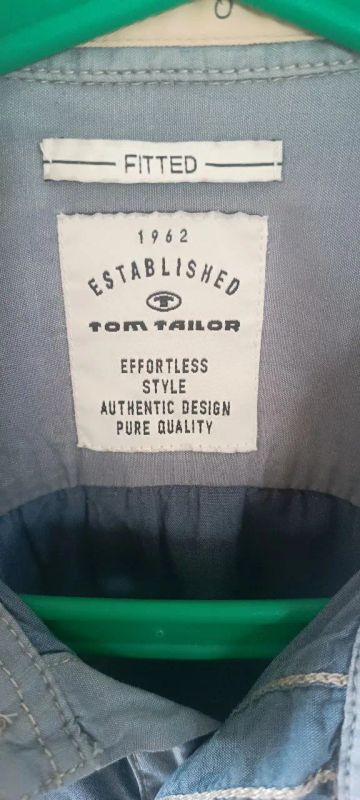 FITTED
1962
ESTABLISHED
T
TOM TAILOR
EFFORTLESS
STYLE
AUTHENTIC DESIGN
PURE QUALITY